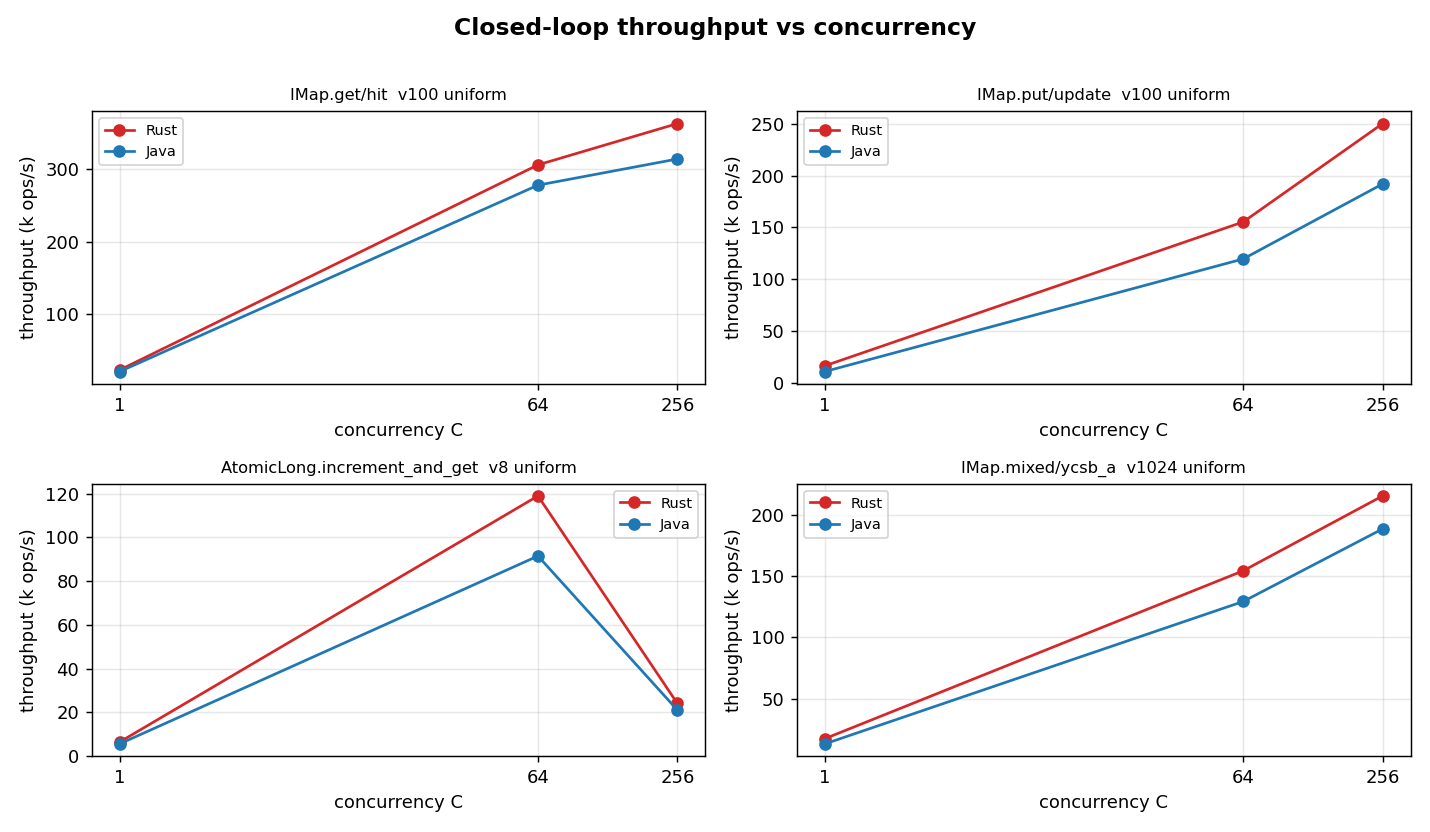 Closed-loop throughput vs concurrency
IMap.get/hit  v100 uniform
Rust
Java
throughput (k ops/s)
300
200
100
1
64
256
concurrency C
IMap.put/update  v100 uniform
Rust
Java
throughput (k ops/s)
250
200
150
100
50
0
1
64
256
concurrency C
AtomicLong.increment_and_get  v8 uniform
Rust
Java
throughput (k ops/s)
120
100
80
60
40
20
0
1
64
256
concurrency C
IMap.mixed/ycsb_a  v1024 uniform
Rust
Java
throughput (k ops/s)
200
150
100
50
1
64
256
concurrency C